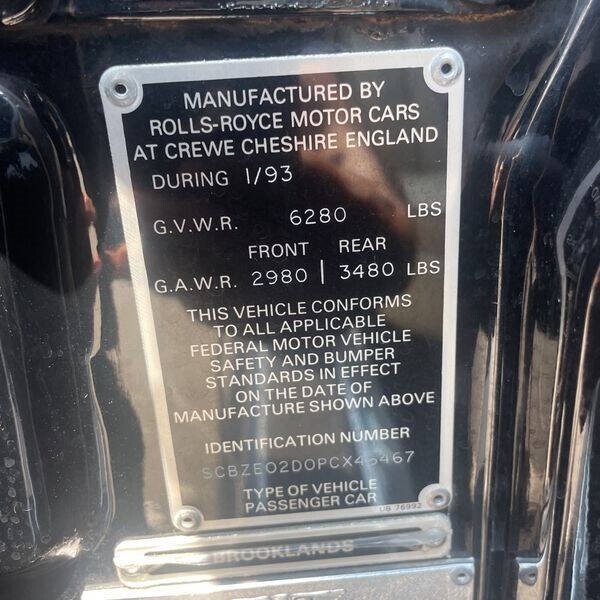 MANUFACTURED BY
ROLLS-ROYCE MOTOR CARS
AT CREWE CHESHIRE ENGLAND
DURING 1/93
G.V.W.R. 6280 LBS
FRONT REAR
G.A.W.R. 2980 | 3480 LBS
THIS VEHICLE CONFORMS
TO ALL APPLICABLE
FEDERAL MOTOR VEHICLE
SAFETY AND BUMPER
STANDARDS IN EFFECT
ON THE DATE OF
MANUFACTURE SHOWN ABOVE
IDENTIFICATION NUMBER
TYPE OF VEHICLE
PASSENGER CAR
UB 76992
BROOKLANDS